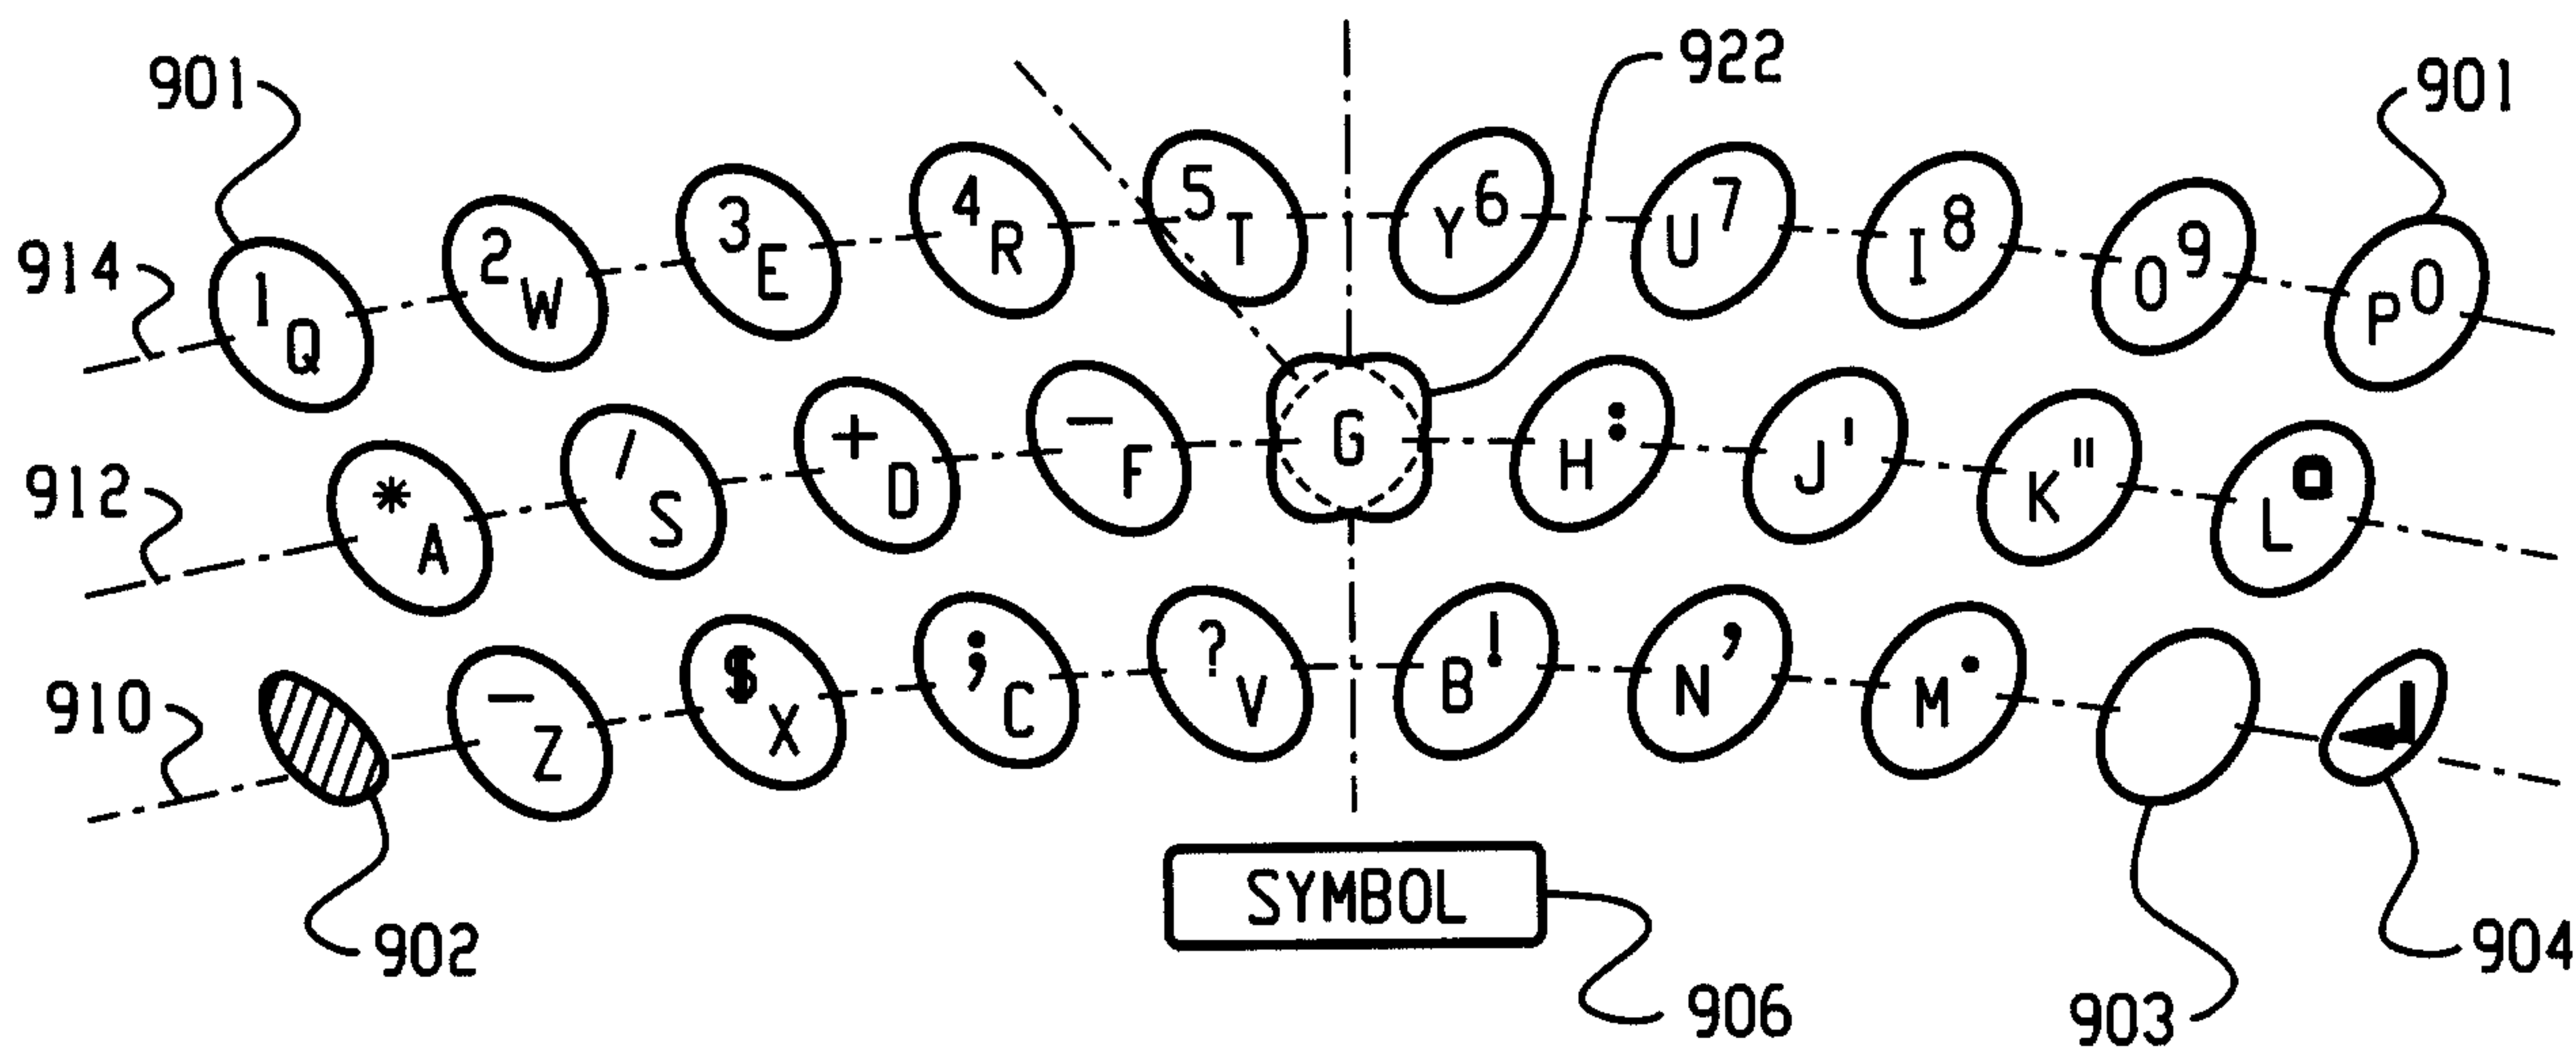 901 922 901
914 1Q 2W 3E 4R 5T Y6 U7 I8 O9 P0
912 *A /S +D -F G H: J' K" L
910 -Z $X ;C ?V B! N, M.
902 SYMBOL 904
906 903